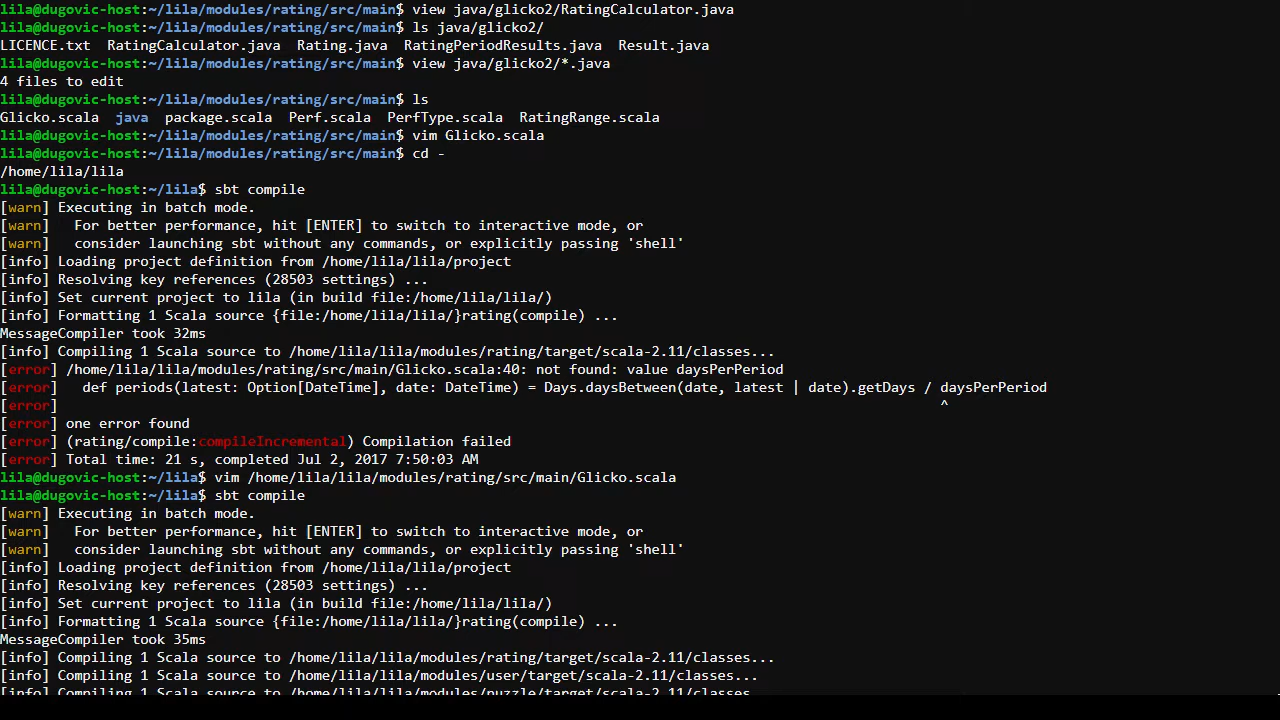 lila@dugovic-host:~/lila/modules/rating/src/main$ view java/glicko2/RatingCalculator.java
lila@dugovic-host:~/lila/modules/rating/src/main$ ls java/glicko2/
LICENCE.txt  RatingCalculator.java  Rating.java  RatingPeriodResults.java  Result.java
lila@dugovic-host:~/lila/modules/rating/src/main$ view java/glicko2/*.java
4 files to edit
lila@dugovic-host:~/lila/modules/rating/src/main$ ls
Glicko.scala  java  package.scala  Perf.scala  PerfType.scala  RatingRange.scala
lila@dugovic-host:~/lila/modules/rating/src/main$ vim Glicko.scala
lila@dugovic-host:~/lila/modules/rating/src/main$ cd -
/home/lila/lila
lila@dugovic-host:~/lila$ sbt compile
[warn] Executing in batch mode.
[warn]   For better performance, hit [ENTER] to switch to interactive mode, or
[warn]   consider launching sbt without any commands, or explicitly passing 'shell'
[info] Loading project definition from /home/lila/lila/project
[info] Resolving key references (28503 settings) ...
[info] Set current project to lila (in build file:/home/lila/lila/)
[info] Formatting 1 Scala source {file:/home/lila/lila/}rating(compile) ...
MessageCompiler took 32ms
[info] Compiling 1 Scala source to /home/lila/lila/modules/rating/target/scala-2.11/classes...
[error] /home/lila/lila/modules/rating/src/main/Glicko.scala:40: not found: value daysPerPeriod
[error]   def periods(latest: Option[DateTime], date: DateTime) = Days.daysBetween(date, latest | date).getDays / daysPerPeriod
[error]                                                                                                           ^
[error] one error found
[error] (rating/compile:compileIncremental) Compilation failed
[error] Total time: 21 s, completed Jul 2, 2017 7:50:03 AM
lila@dugovic-host:~/lila$ vim /home/lila/lila/modules/rating/src/main/Glicko.scala
lila@dugovic-host:~/lila$ sbt compile
[warn] Executing in batch mode.
[warn]   For better performance, hit [ENTER] to switch to interactive mode, or
[warn]   consider launching sbt without any commands, or explicitly passing 'shell'
[info] Loading project definition from /home/lila/lila/project
[info] Resolving key references (28503 settings) ...
[info] Set current project to lila (in build file:/home/lila/lila/)
[info] Formatting 1 Scala source {file:/home/lila/lila/}rating(compile) ...
MessageCompiler took 35ms
[info] Compiling 1 Scala source to /home/lila/lila/modules/rating/target/scala-2.11/classes...
[info] Compiling 1 Scala source to /home/lila/lila/modules/user/target/scala-2.11/classes...
[info] Compiling 1 Scala source to /home/lila/lila/modules/puzzle/target/scala-2.11/classes